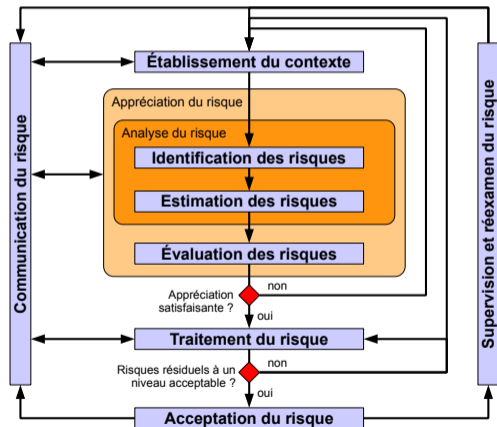 Établissement du contexte
Appréciation du risque
Analyse du risque
Identification des risques
Estimation des risques
Évaluation des risques
non
Appréciation
satisfaisante ?
oui
Traitement du risque
non
Risques résiduels à un
niveau acceptable ?
oui
Acceptation du risque
Communication du risque
Supervision et réexamen du risque